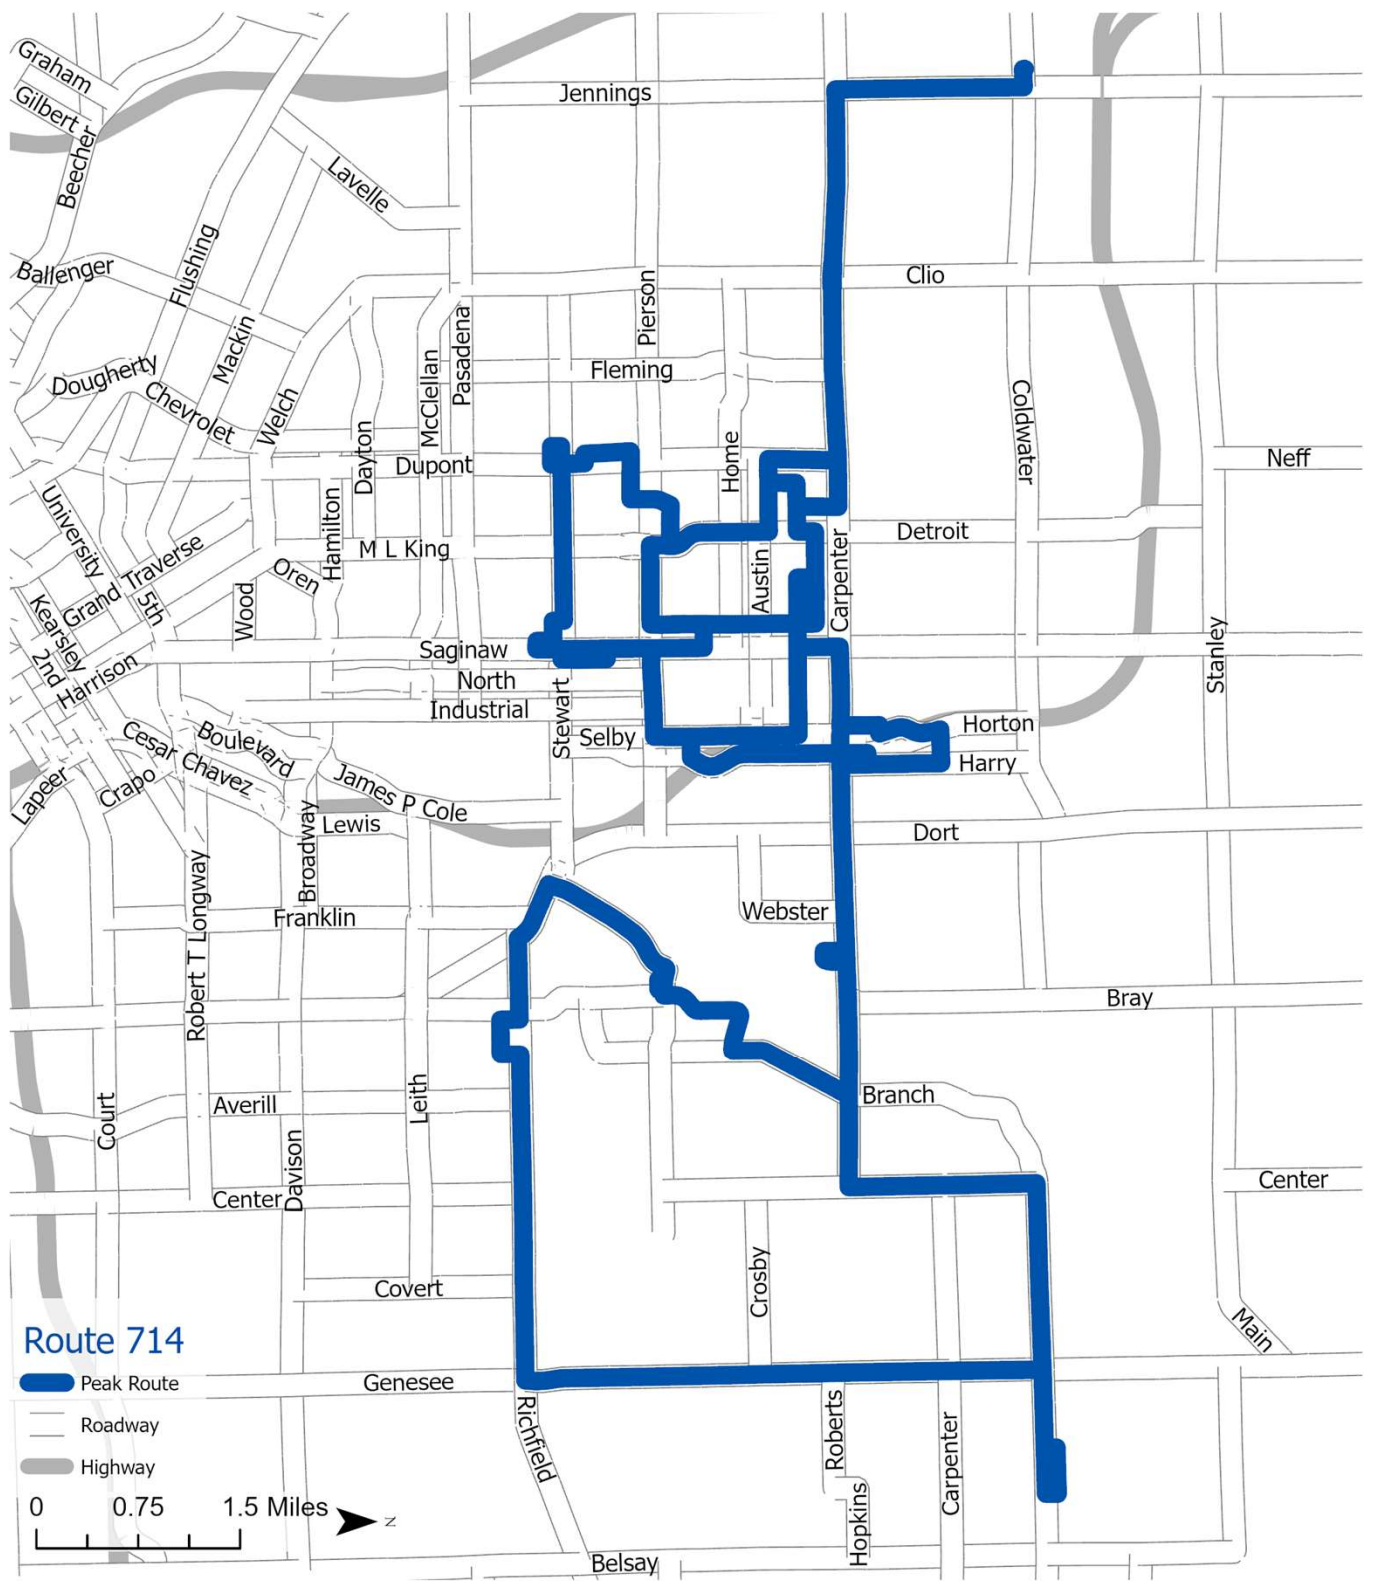 Graham
Gilbert
Beecher
Jennings
Lavelle
Flushing
Ballenger
Clio
Pierson
Mackin
Pasadena
McClellan
Fleming
Dougherty
Chevrolet
Welch
Dayton
Dupont
Home
Coldwater
Neff
University
Hamilton
Detroit
M L King
Grand Traverse
Oren
Austin
Carpenter
5th
Wood
Kearsley
2nd
Harrison
Saginaw
Stanley
North
Industrial
Stewart
Boulevard
Selby
Horton
Cesar Chavez
Harry
Lapeer
Crapo
James P Cole
Lewis
Dort
Broadway
Robert T Longway
Franklin
Webster
Bray
Court
Averill
Leith
Branch
Davison
Center
Center
Covert
Crosby
Main
Route 714
Peak Route
Genesee
Roadway
Richfield
Roberts
Carpenter
Highway
Hopkins
0 0.75 1.5 Miles
N
Belsay